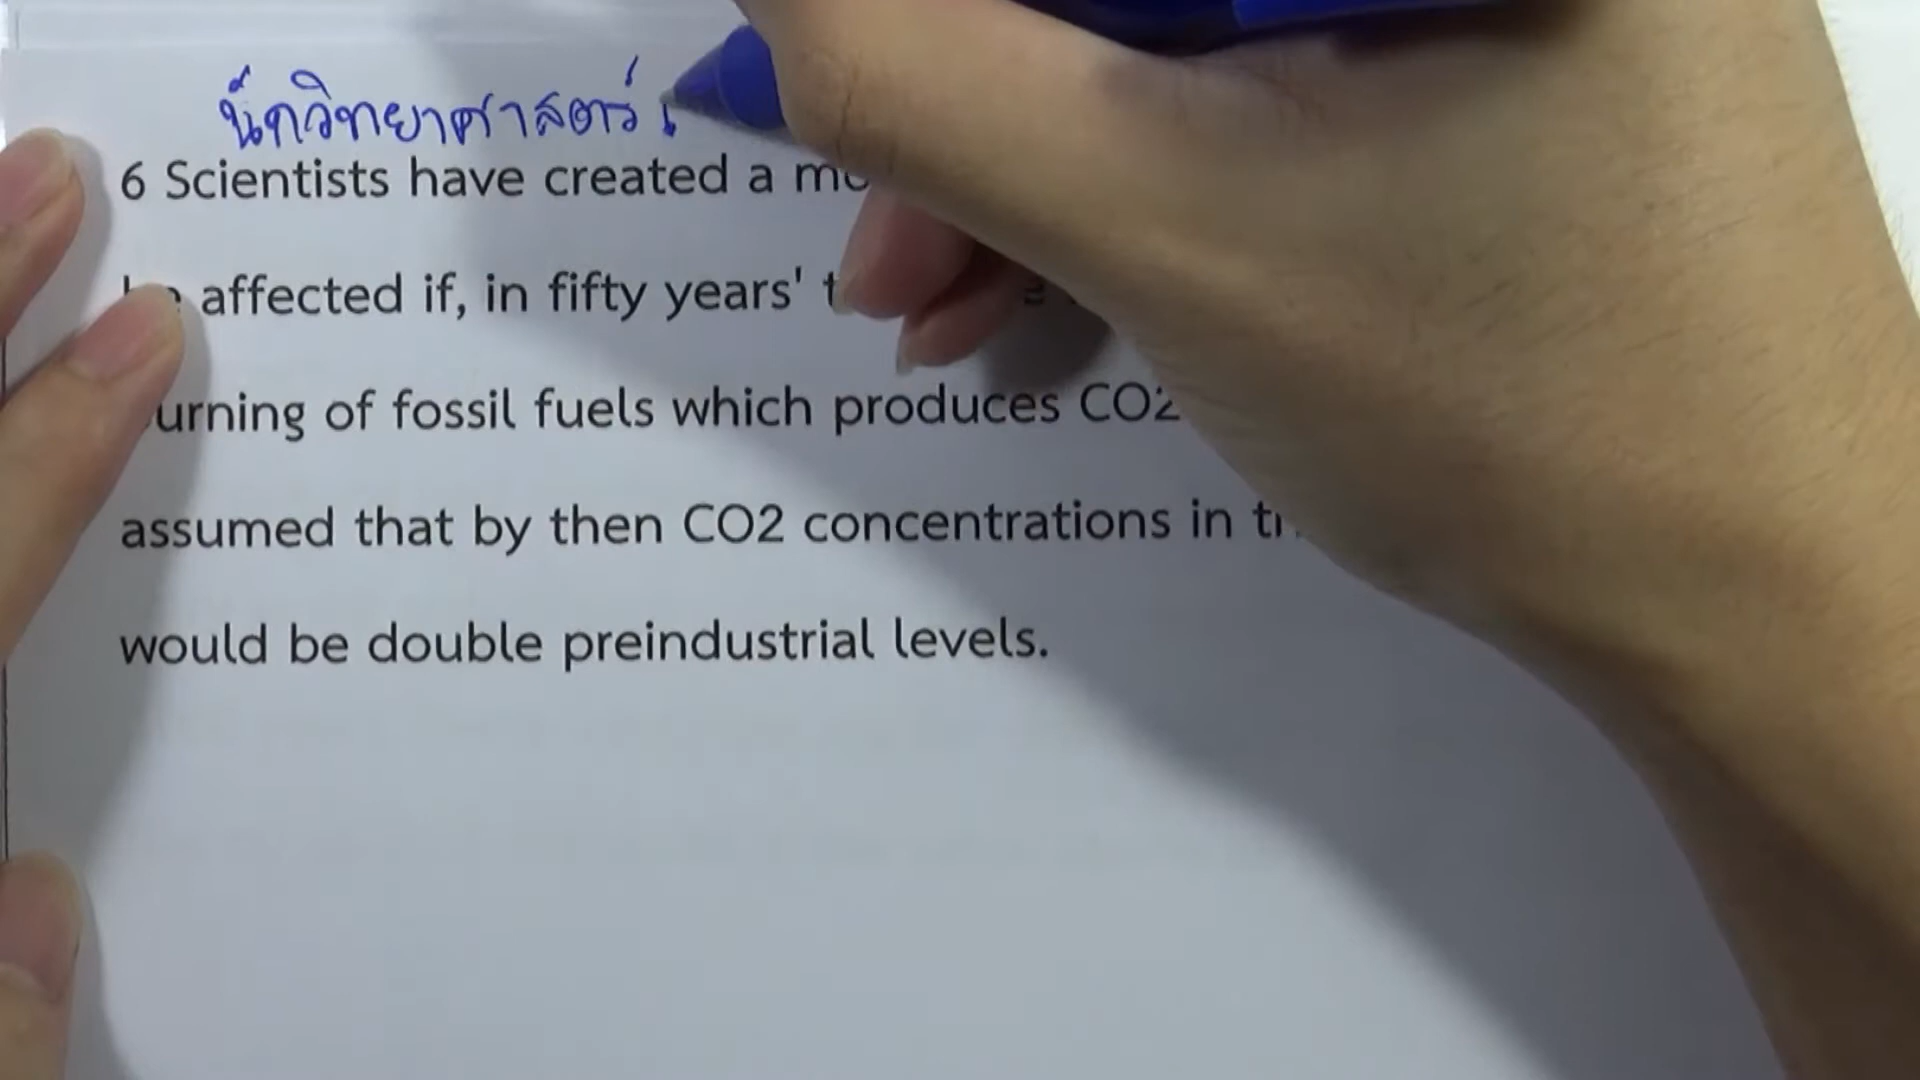 นักวิทยาศาสตร์
6 Scientists have created a
affected if, in fifty years'
of fossil fuels which produces CO2
assumed that by then CO2 concentrations in
would be double preindustrial levels.